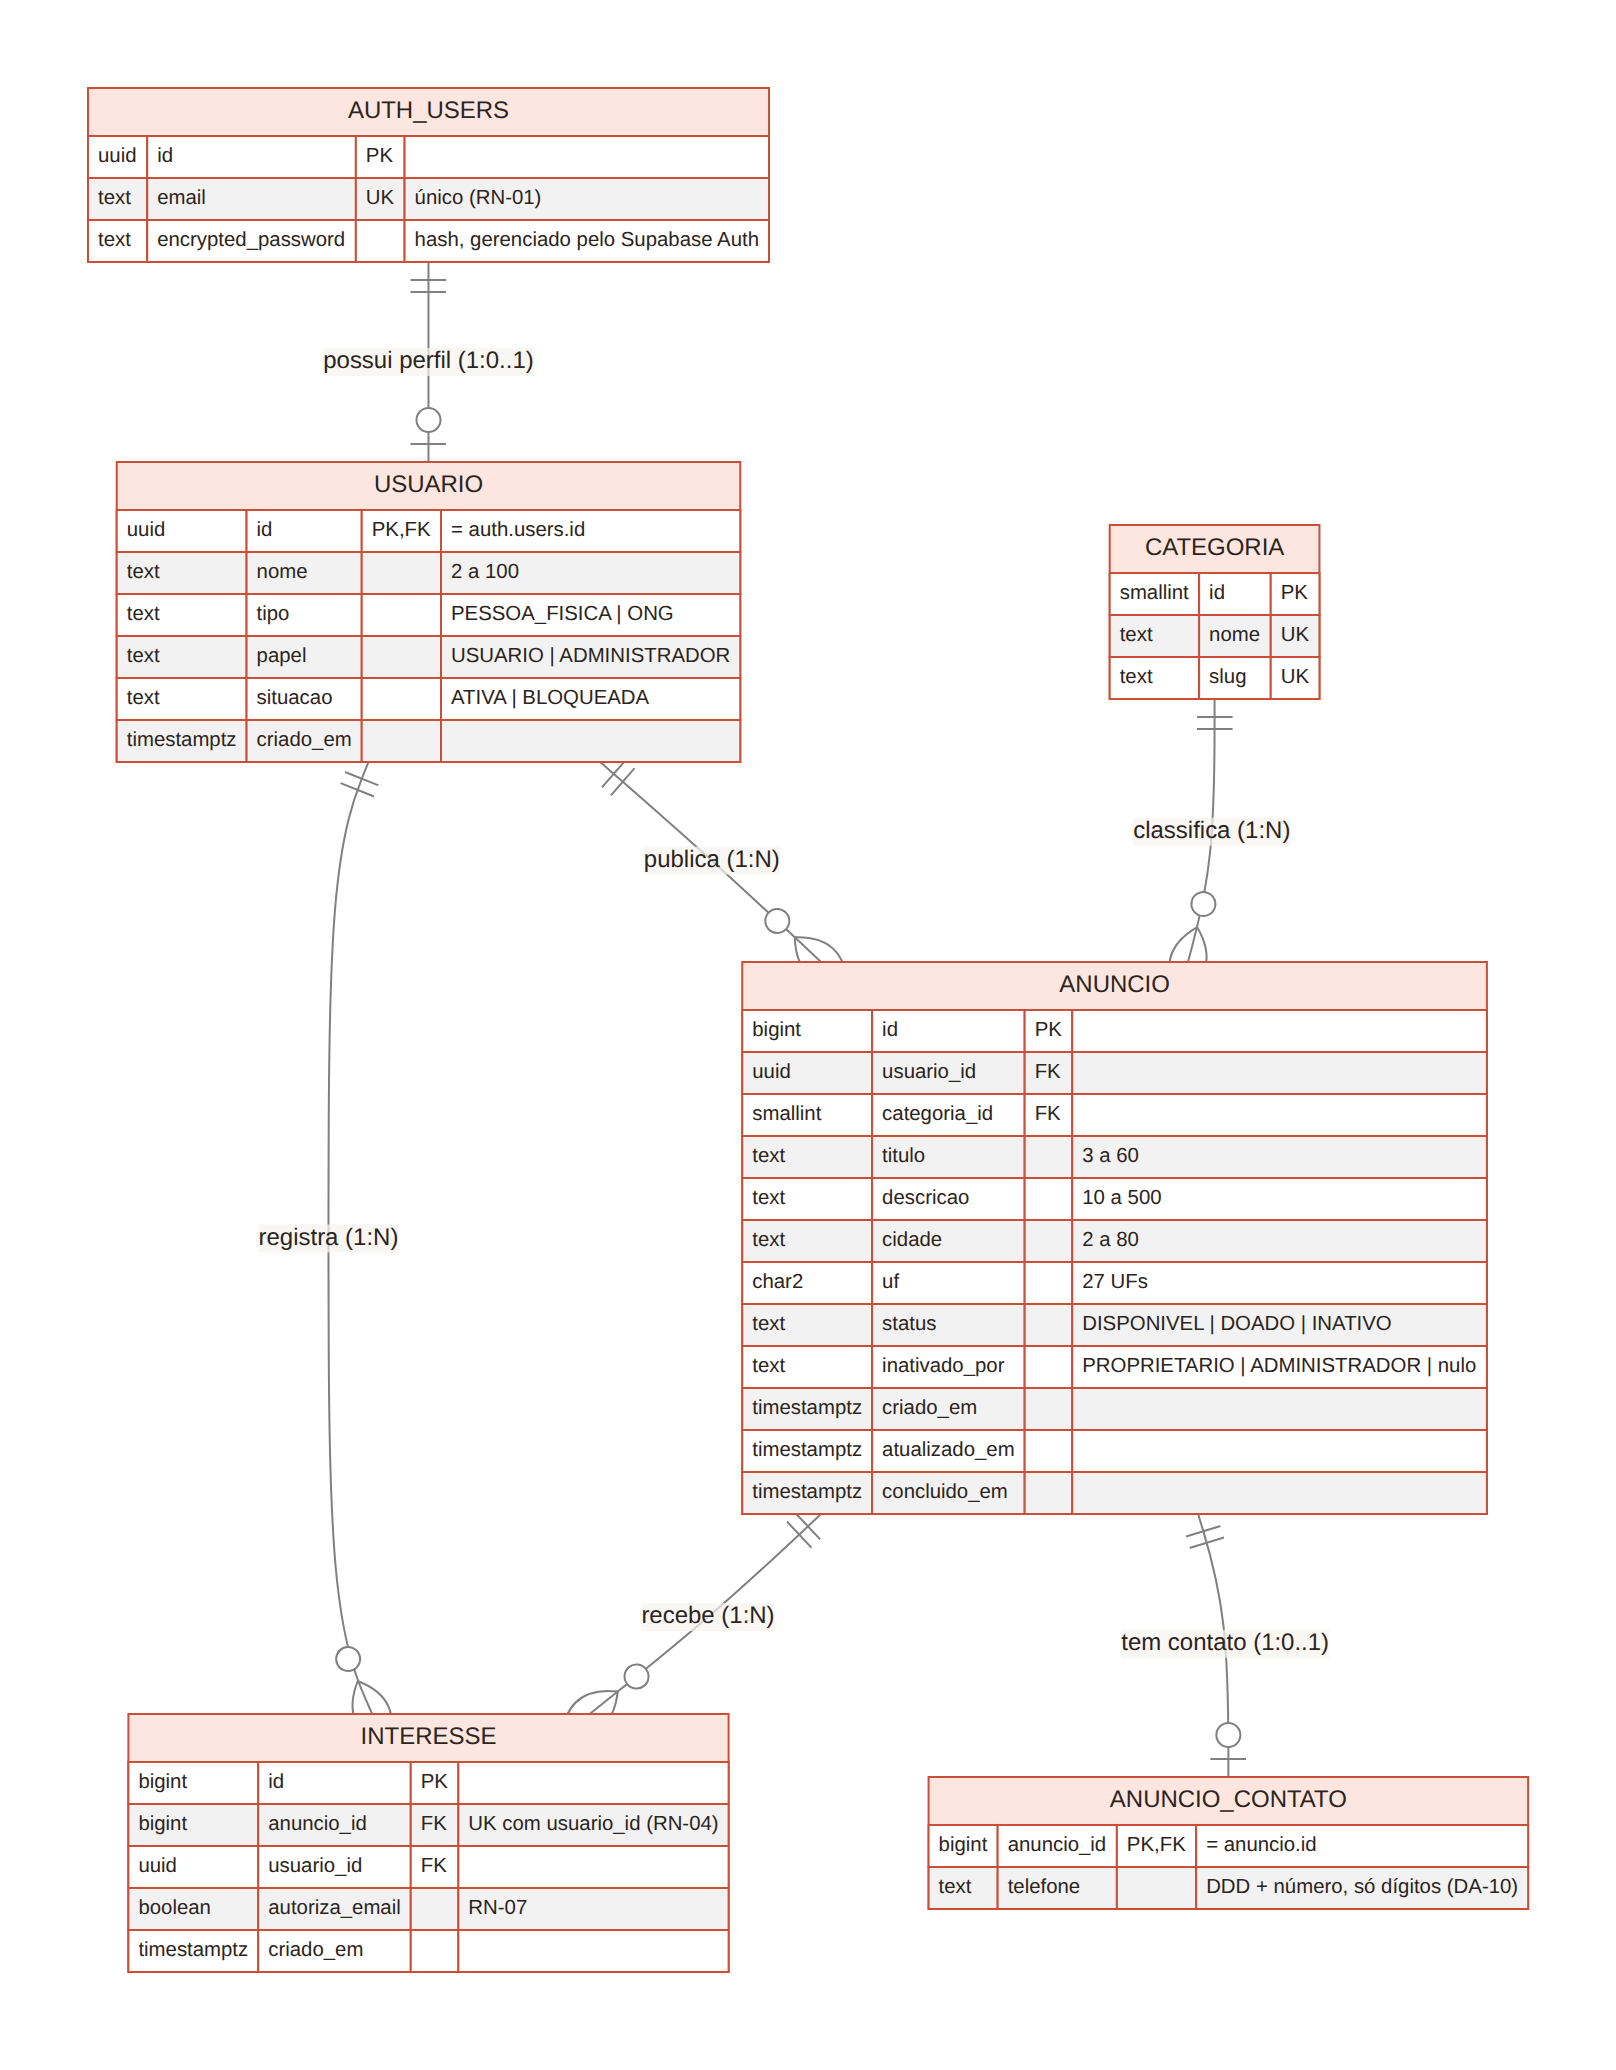 AUTH_USERS
uuid id PK
text email UK único (RN-01)
text encrypted_password hash, gerenciado pelo Supabase Auth
possui perfil (1:0..1)
USUARIO
uuid id PK,FK = auth.users.id
text nome 2 a 100
text tipo PESSOA_FISICA | ONG
text papel USUARIO | ADMINISTRADOR
text situacao ATIVA | BLOQUEADA
timestamptz criado_em
CATEGORIA
smallint id PK
text nome UK
text slug UK
publica (1:N)
classifica (1:N)
ANUNCIO
bigint id PK
uuid usuario_id FK
smallint categoria_id FK
text titulo 3 a 60
text descricao 10 a 500
text cidade 2 a 80
char2 uf 27 UFs
text status DISPONIVEL | DOADO | INATIVO
text inativado_por PROPRIETARIO | ADMINISTRADOR | nulo
timestamptz criado_em
timestamptz atualizado_em
timestamptz concluido_em
registra (1:N)
recebe (1:N)
tem contato (1:0..1)
INTERESSE
bigint id PK
bigint anuncio_id FK UK com usuario_id (RN-04)
uuid usuario_id FK
boolean autoriza_email RN-07
timestamptz criado_em
ANUNCIO_CONTATO
bigint anuncio_id PK,FK = anuncio.id
text telefone DDD + número, só dígitos (DA-10)